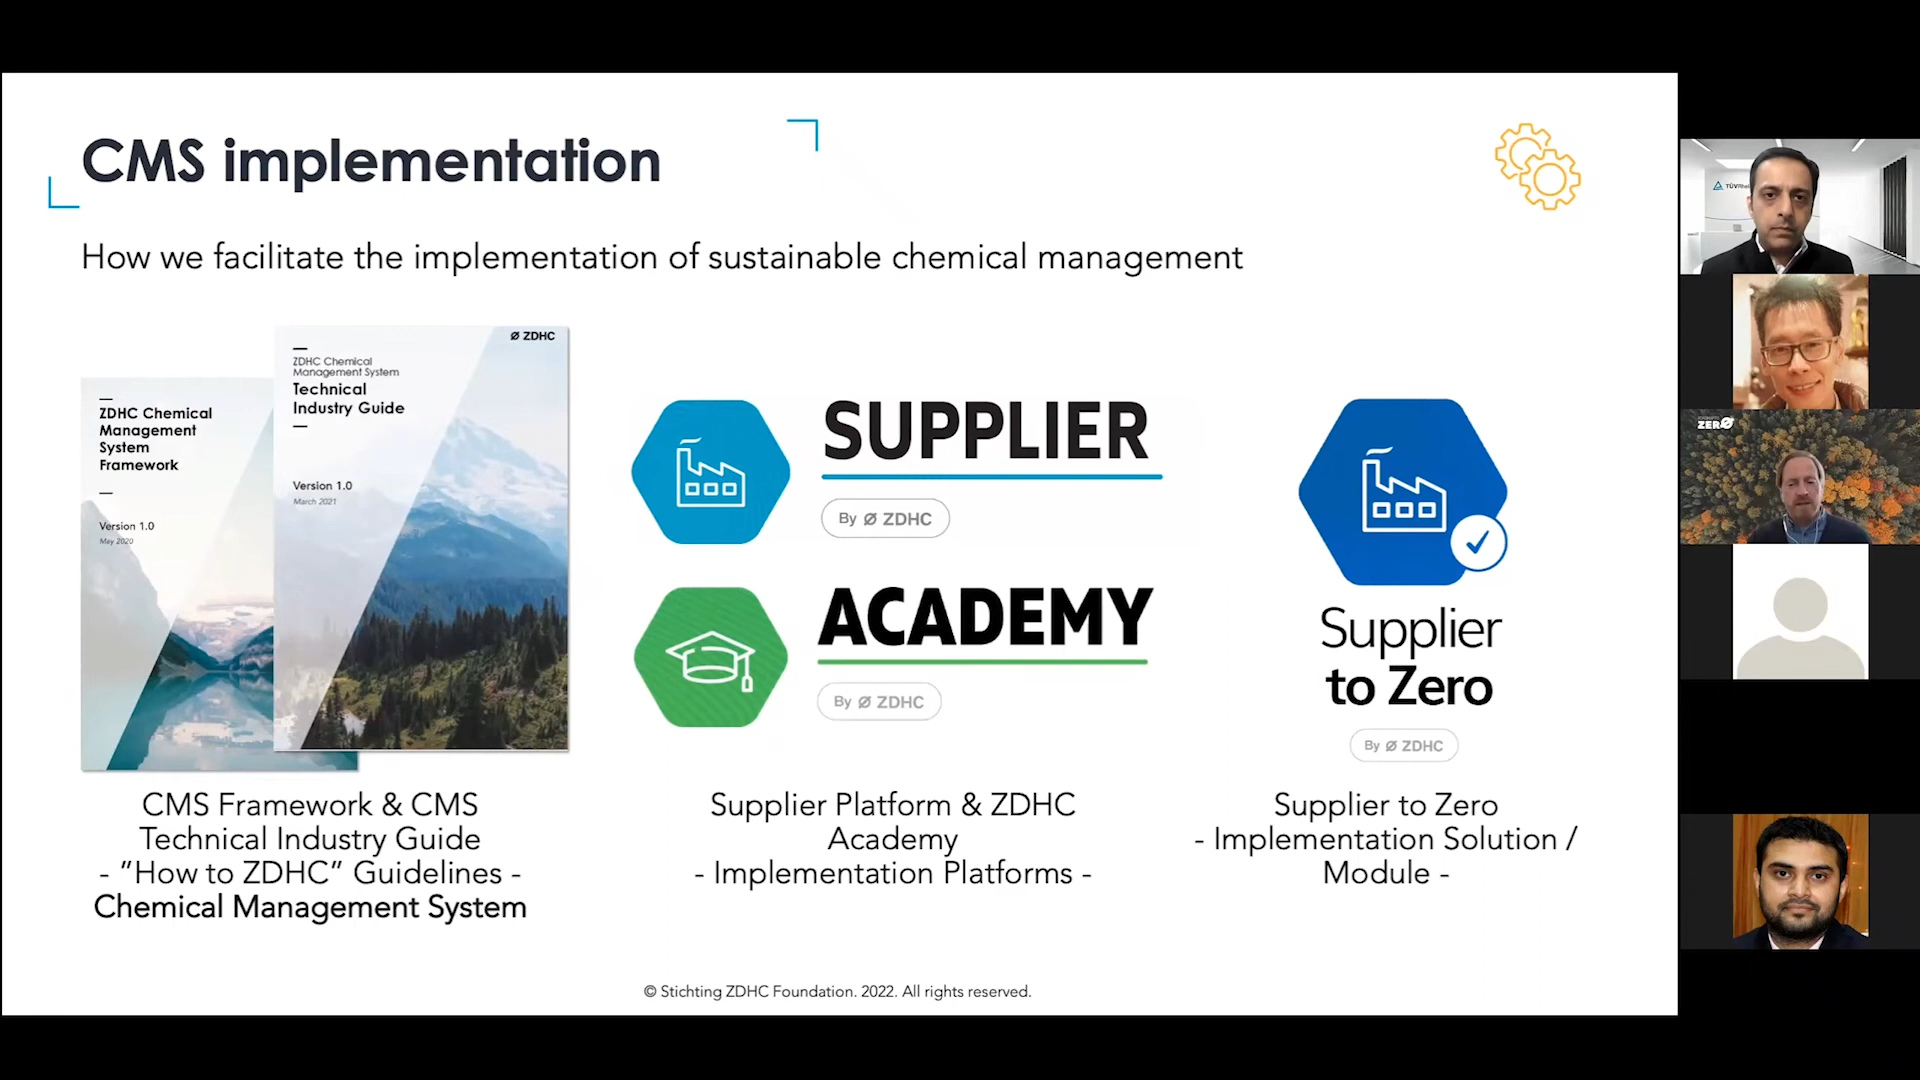 CMS implementation
How we facilitate the implementation of sustainable chemical management
ZDHC Chemical
Management
System
Framework
Version 1.0
May 2020
ZDHC
ZDHC Chemical
Management System
Technical
Industry Guide
Version 1.0
March 2021
SUPPLIER
By ZDHC
ACADEMY
By ZDHC
Supplier
to Zero
By ZDHC
CMS Framework & CMS
Technical Industry Guide
- "How to ZDHC" Guidelines -
Chemical Management System
Supplier Platform & ZDHC
Academy
- Implementation Platforms -
Supplier to Zero
- Implementation Solution /
Module -
© Stichting ZDHC Foundation. 2022. All rights reserved.
ZERO